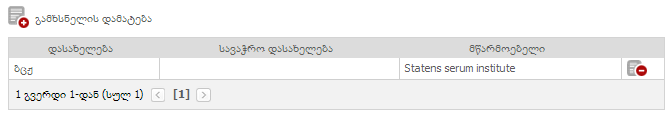 გამხსნელის დამატება
დასახელება სავაჭრო დასახელება მწარმოებელი
ბცჟ Statens serum institute
1 გვერდი 1-დან (სულ 1) < [1] >